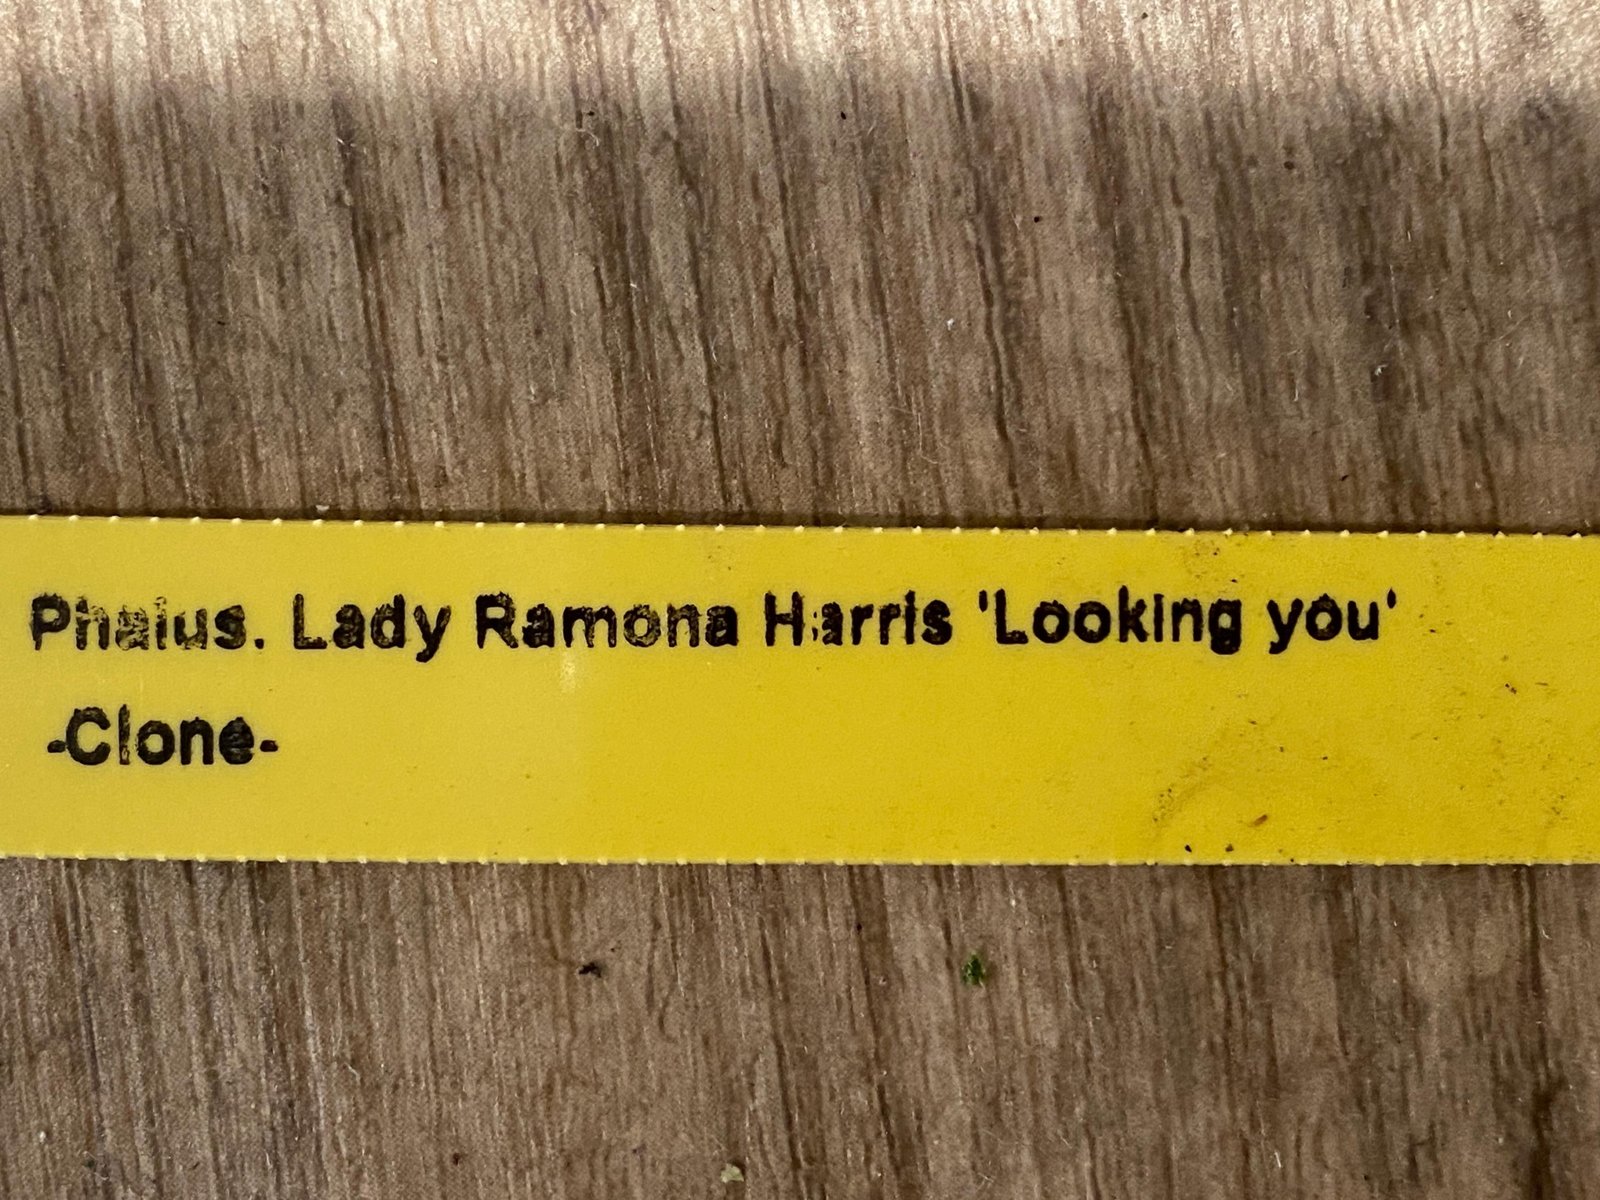 Phaius. Lady Ramona Harris 'Looking you'
-Clone-